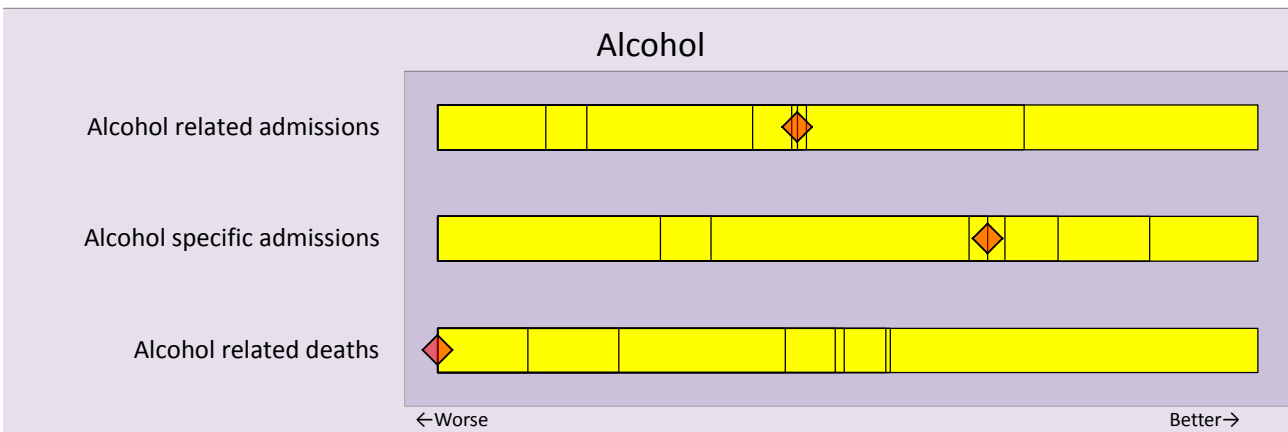 Alcohol
Alcohol related admissions
Alcohol specific admissions
Alcohol related deaths
←Worse Better→